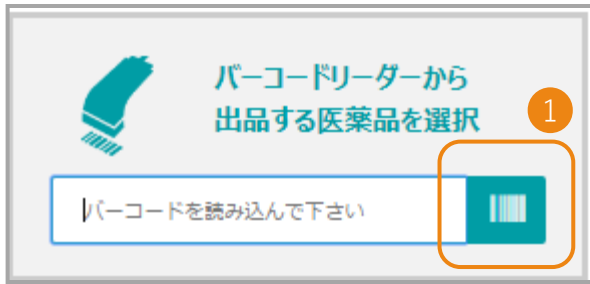 バーコードリーダーから
出品する医薬品を選択
1
バーコードを読み込んで下さい